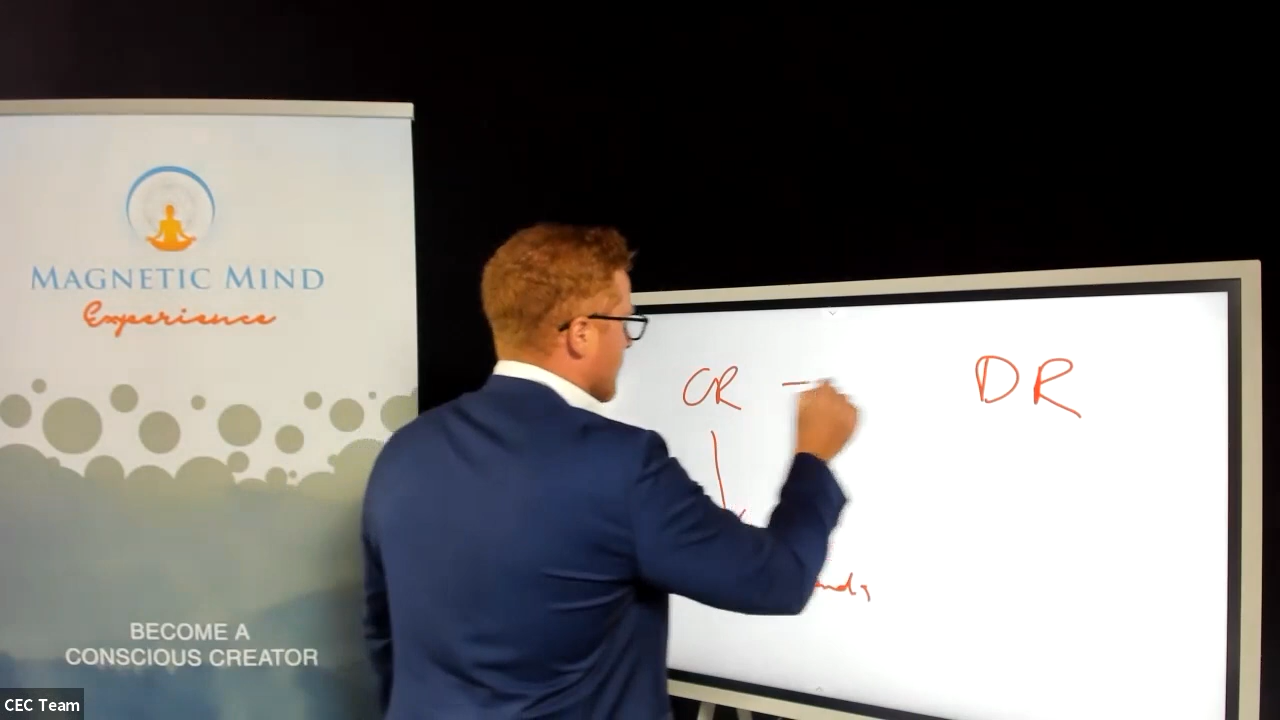 MAGNETIC MIND
Experience
BECOME A
CONSCIOUS CREATOR
CR
DR
CEC Team